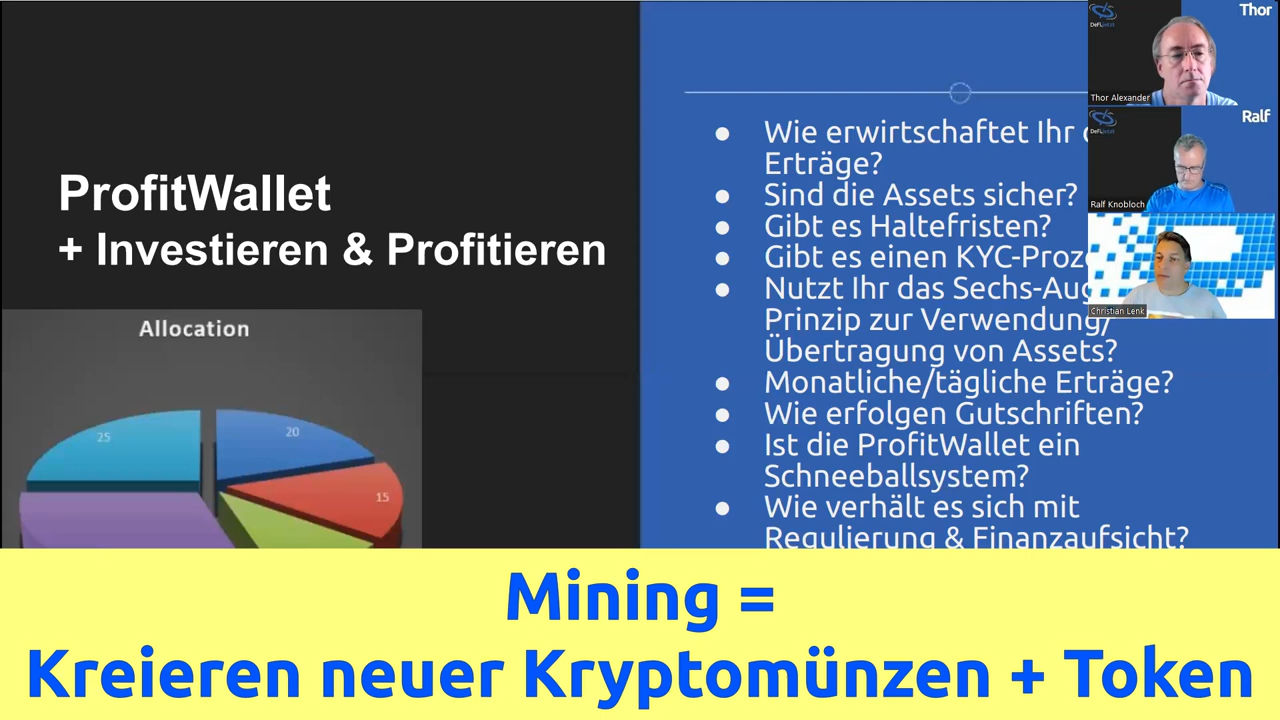 ProfitWallet
+ Investieren & Profitieren
Allocation
25
20
15
● Wie erwirtschaftet Ihr
Erträge?
● Sind die Assets sicher?
● Gibt es Haltefristen?
● Gibt es einen KYC-Proz
● Nutzt Ihr das Sechs-Aug
Prinzip zur Verwendung/
Übertragung von Assets?
● Monatliche/tägliche Erträge?
● Wie erfolgen Gutschriften?
● Ist die ProfitWallet ein
Schneeballsystem?
● Wie verhält es sich mit
Regulierung & Finanzaufsicht?
Thor
Thor Alexander
Ralf
Ralf Knobloch
Christian Lenk
Mining =
Kreieren neuer Kryptomünzen + Token